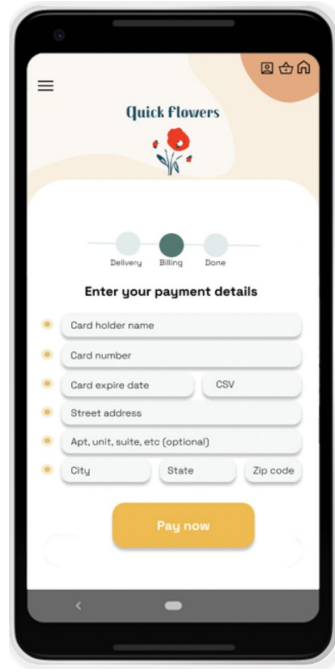 Quick Flowers
Delivery Billing Done
Enter your payment details
Card holder name
Card number
Card expire date CSV
Street address
Apt, unit, suite, etc (optional)
City State Zip code
Pay now